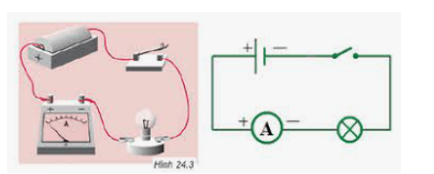 + −
+
+ −
A
+ A −
Hình 24.3